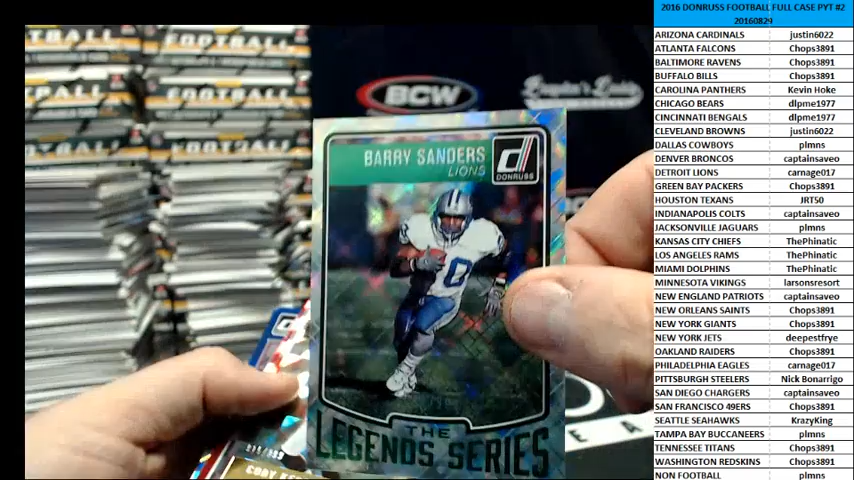 2016 DONRUSS FOOTBALL FULL CASE PYT #2
20160829
ARIZONA CARDINALS justin6022
ATLANTA FALCONS Chops3891
BALTIMORE RAVENS Chops3891
BUFFALO BILLS Chops3891
CAROLINA PANTHERS Kevin Hoke
CHICAGO BEARS dlpme1977
CINCINNATI BENGALS dlpme1977
CLEVELAND BROWNS justin6022
DALLAS COWBOYS plmns
DENVER BRONCOS captainsaveo
DETROIT LIONS carnage017
GREEN BAY PACKERS Chops3891
HOUSTON TEXANS JRT50
INDIANAPOLIS COLTS captainsaveo
JACKSONVILLE JAGUARS plmns
KANSAS CITY CHIEFS ThePhinatic
LOS ANGELES RAMS ThePhinatic
MIAMI DOLPHINS ThePhinatic
MINNESOTA VIKINGS larsonsresort
NEW ENGLAND PATRIOTS captainsaveo
NEW ORLEANS SAINTS Chops3891
NEW YORK GIANTS Chops3891
NEW YORK JETS deepestfrye
OAKLAND RAIDERS Chops3891
PHILADELPHIA EAGLES carnage017
PITTSBURGH STEELERS Nick Bonarrigo
SAN DIEGO CHARGERS captainsaveo
SAN FRANCISCO 49ERS Chops3891
SEATTLE SEAHAWKS KrazyKing
TAMPA BAY BUCCANEERS plmns
TENNESSEE TITANS Chops3891
WASHINGTON REDSKINS Chops3891
NON FOOTBALL plmns
FOOTBALL
FOOTBALL
FOOTBALL
BCW
BARRY SANDERS
LIONS
d
DONRUSS
THE
LEGENDS SERIES
CODY